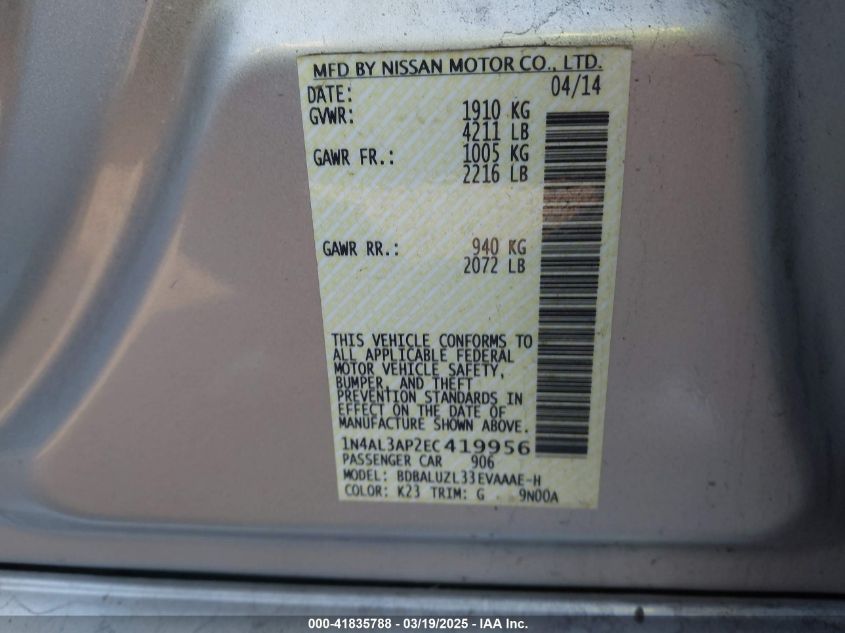 MFD BY NISSAN MOTOR CO., LTD.
DATE: 04/14
GVWR: 1910 KG
4211 LB
GAWR FR.: 1005 KG
2216 LB
GAWR RR.: 940 KG
2072 LB
THIS VEHICLE CONFORMS TO
ALL APPLICABLE FEDERAL
MOTOR VEHICLE SAFETY,
BUMPER, AND THEFT
PREVENTION STANDARDS IN
EFFECT ON THE DATE OF
MANUFACTURE SHOWN ABOVE.
1N4AL3AP2EC419956
PASSENGER CAR 906
MODEL: BDBALUZL33EVAAAE-H
COLOR: K23 TRIM: G 9N00A
000-41835788 - 03/19/2025 - IAA Inc.